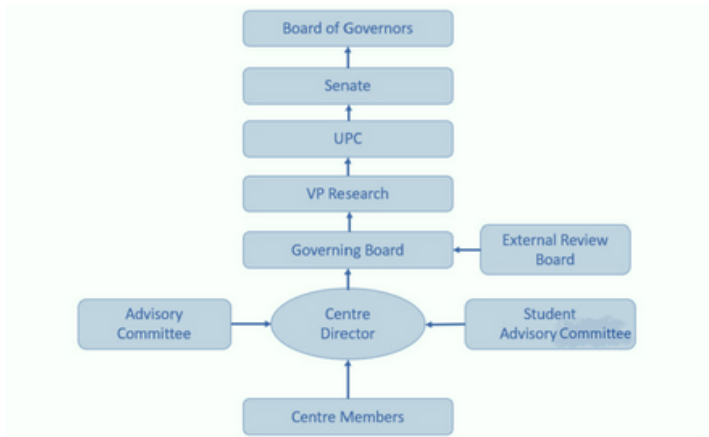 Board of Governors
Senate
UPC
VP Research
Governing Board
External Review
Board
Advisory
Committee
Centre
Director
Student
Advisory Committee
Centre Members